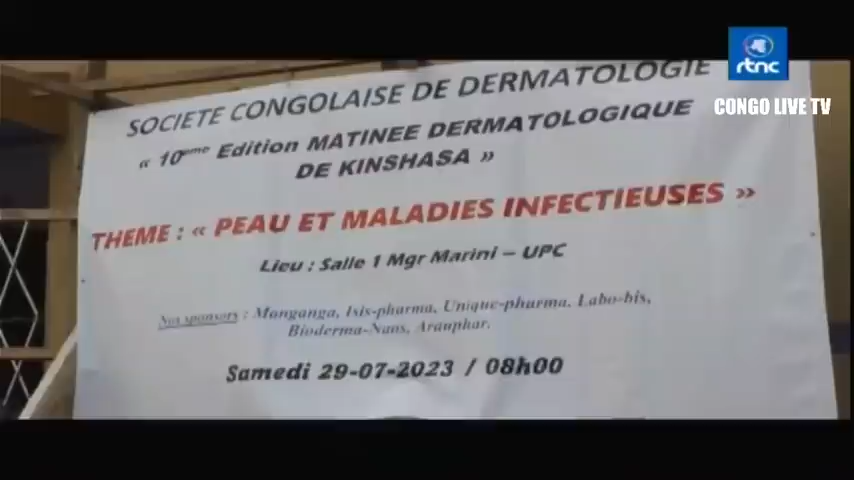 rtnc
CONGO LIVE TV
SOCIETE CONGOLAISE DE DERMATOLOGIE
« 10eme Edition MATINEE DERMATOLOGIQUE
DE KINSHASA »
THEME : « PEAU ET MALADIES INFECTIEUSES »
Lieu : Salle 1 Mgr Marini – UPC
Nos sponsors : Manganga, Isis-pharma, Unique-pharma, Labo-bis,
Bioderma-Naos, Arauphar.
Samedi 29-07-2023 / 08h00